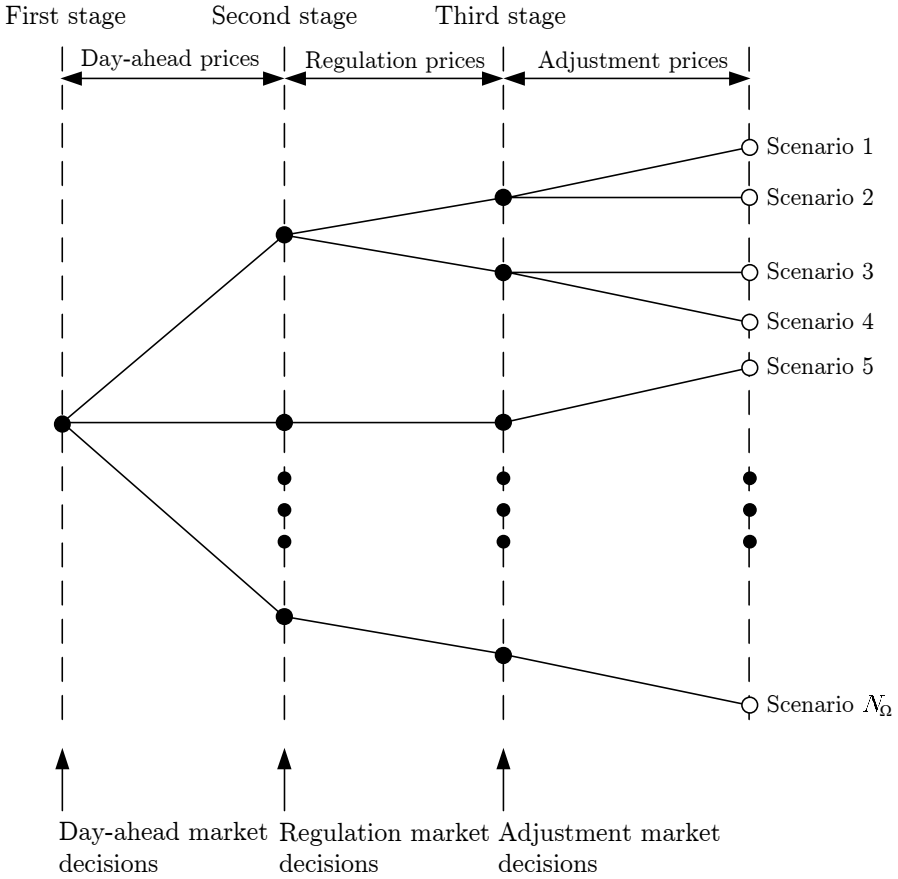 First stage
Second stage
Third stage
Day-ahead prices
Regulation prices
Adjustment prices
Scenario 1
Scenario 2
Scenario 3
Scenario 4
Scenario 5
Scenario N_Ω
Day-ahead market
decisions
Regulation market
decisions
Adjustment market
decisions